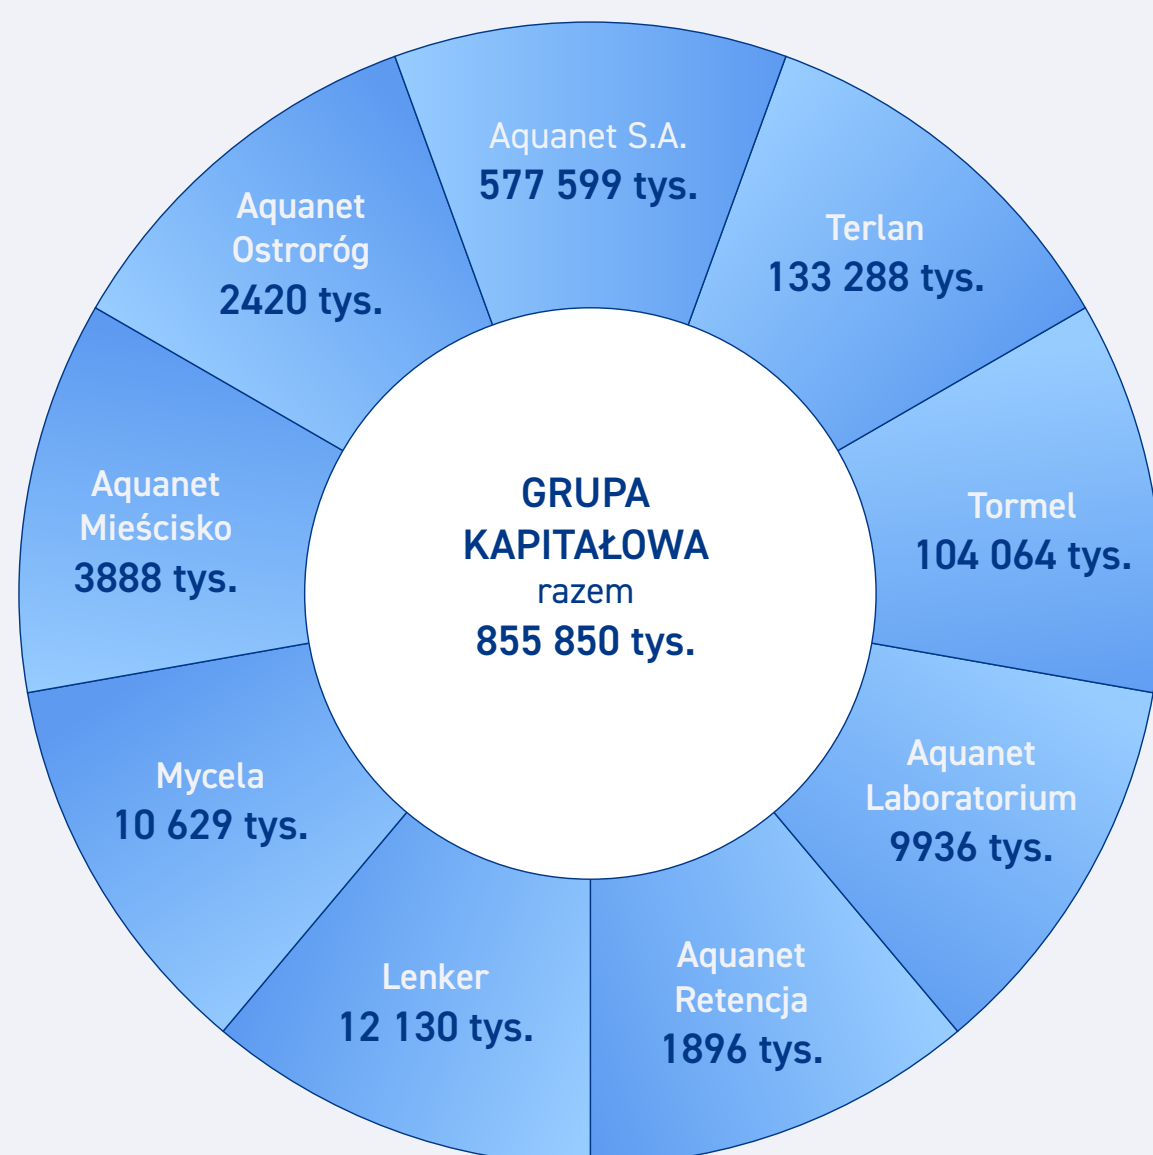 Aquanet S.A.
577 599 tys.
Terlan
133 288 tys.
Tormel
104 064 tys.
Aquanet
Laboratorium
9936 tys.
Aquanet
Retencja
1896 tys.
Lenker
12 130 tys.
Mycela
10 629 tys.
Aquanet
Mieścisko
3888 tys.
Aquanet
Ostroróg
2420 tys.
GRUPA
KAPITAŁOWA
razem
855 850 tys.